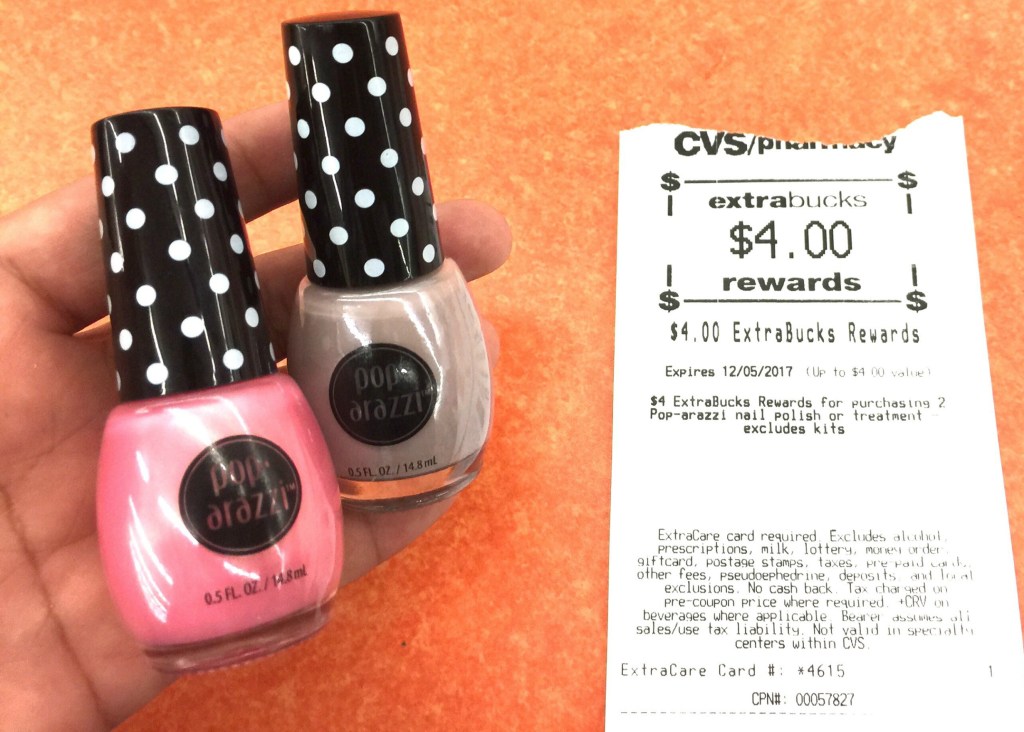 pop·
arazzi™
0.5 FL. OZ. / 14.8 mL
pop·
arazzi
0.5 FL. OZ. / 14.8 mL
CVS/pharmacy
$ $
extrabucks
$4.00
rewards
$ $
$4.00 ExtraBucks Rewards
Expires 12/05/2017 (Up to $4.00 value)
$4 ExtraBucks Rewards for purchasing 2
Pop-arazzi nail polish or treatment -
excludes kits
ExtraCare card required. Excludes alcohol,
prescriptions, milk, lottery, money order,
giftcard, postage stamps, taxes, pre-paid cards,
other fees, pseudoephedrine, deposits, and local
exclusions. No cash back. Tax charged on
pre-coupon price where required. +CRV on
beverages where applicable. Bearer assumes all
sales/use tax liability. Not valid in specialty
centers within CVS.
ExtraCare Card #: *4615 1
CPN#: 00057827